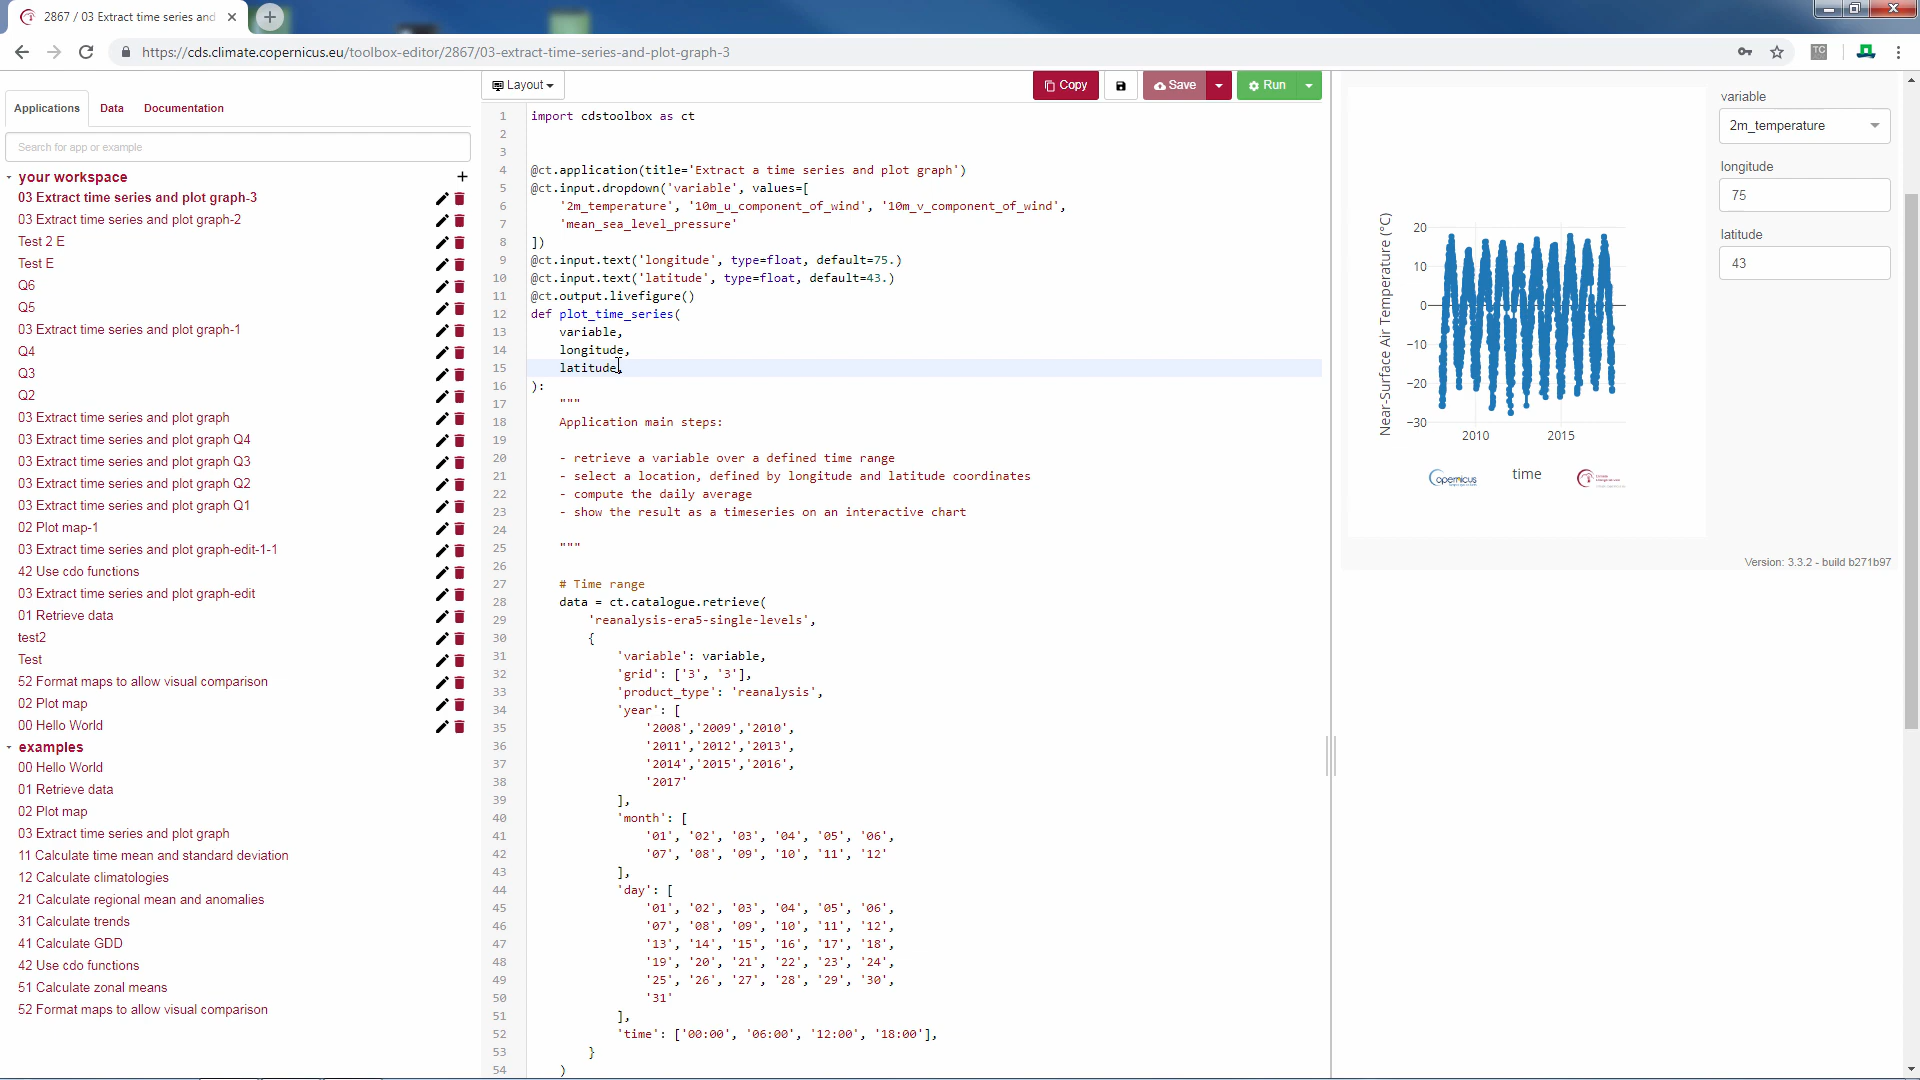 2867 / 03 Extract time series and
https://cds.climate.copernicus.eu/toolbox-editor/2867/03-extract-time-series-and-plot-graph-3
TC
Applications
Data
Documentation
Search for app or example
your workspace
03 Extract time series and plot graph-3
03 Extract time series and plot graph-2
Test 2 E
Test E
Q6
Q5
03 Extract time series and plot graph-1
Q4
Q3
Q2
03 Extract time series and plot graph
03 Extract time series and plot graph Q4
03 Extract time series and plot graph Q3
03 Extract time series and plot graph Q2
03 Extract time series and plot graph Q1
02 Plot map-1
03 Extract time series and plot graph-edit-1-1
42 Use cdo functions
03 Extract time series and plot graph-edit
01 Retrieve data
test2
Test
52 Format maps to allow visual comparison
02 Plot map
00 Hello World
examples
00 Hello World
01 Retrieve data
02 Plot map
03 Extract time series and plot graph
11 Calculate time mean and standard deviation
12 Calculate climatologies
21 Calculate regional mean and anomalies
31 Calculate trends
41 Calculate GDD
42 Use cdo functions
51 Calculate zonal means
52 Format maps to allow visual comparison
Layout
Copy
Save
Run
1 import cdstoolbox as ct
2
3
4 @ct.application(title='Extract a time series and plot graph')
5 @ct.input.dropdown('variable', values=[
6 '2m_temperature', '10m_u_component_of_wind', '10m_v_component_of_wind',
7 'mean_sea_level_pressure'
8 ])
9 @ct.input.text('longitude', type=float, default=75.)
10 @ct.input.text('latitude', type=float, default=43.)
11 @ct.output.livefigure()
12 def plot_time_series(
13 variable,
14 longitude,
15 latitude,
16 ):
17 """
18 Application main steps:
19
20 - retrieve a variable over a defined time range
21 - select a location, defined by longitude and latitude coordinates
22 - compute the daily average
23 - show the result as a timeseries on an interactive chart
24
25 """
26
27 # Time range
28 data = ct.catalogue.retrieve(
29 'reanalysis-era5-single-levels',
30 {
31 'variable': variable,
32 'grid': ['3', '3'],
33 'product_type': 'reanalysis',
34 'year': [
35 '2008','2009','2010',
36 '2011','2012','2013',
37 '2014','2015','2016',
38 '2017'
39 ],
40 'month': [
41 '01', '02', '03', '04', '05', '06',
42 '07', '08', '09', '10', '11', '12'
43 ],
44 'day': [
45 '01', '02', '03', '04', '05', '06',
46 '07', '08', '09', '10', '11', '12',
47 '13', '14', '15', '16', '17', '18',
48 '19', '20', '21', '22', '23', '24',
49 '25', '26', '27', '28', '29', '30',
50 '31'
51 ],
52 'time': ['00:00', '06:00', '12:00', '18:00'],
53 }
54 )
Near-Surface Air Temperature (°C)
20
10
0
−10
−20
−30
2010
2015
time
opernicus
variable
2m_temperature
longitude
75
latitude
43
Version: 3.3.2 - build b271b97